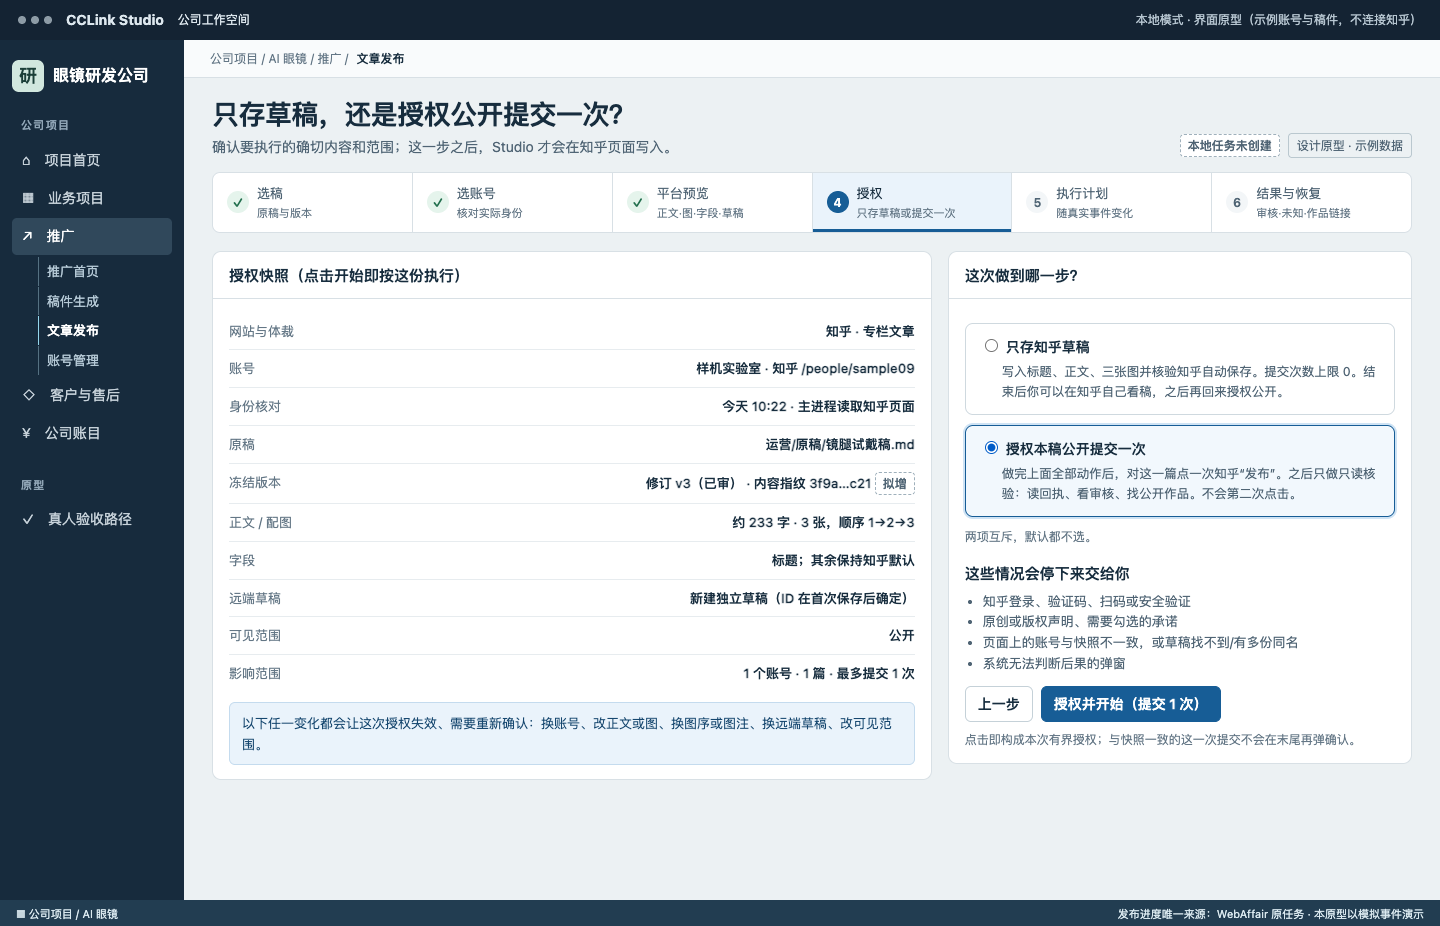 CCLink Studio 公司工作空间
本地模式 · 界面原型（示例账号与稿件，不连接知乎）
研 眼镜研发公司
公司项目
项目首页
业务项目
推广
推广首页
稿件生成
文章发布
账号管理
客户与售后
¥ 公司账目
原型
真人验收路径
公司项目 / AI 眼镜 / 推广 / 文章发布
只存草稿，还是授权公开提交一次？
确认要执行的确切内容和范围；这一步之后，Studio 才会在知乎页面写入。
本地任务未创建 设计原型 · 示例数据
✓ 选稿
原稿与版本
✓ 选账号
核对实际身份
✓ 平台预览
正文·图·字段·草稿
4 授权
只存草稿或提交一次
5 执行计划
随真实事件变化
6 结果与恢复
审核·未知·作品链接
授权快照（点击开始即按这份执行）
网站与体裁 知乎 · 专栏文章
账号 样机实验室 · 知乎 /people/sample09
身份核对 今天 10:22 · 主进程读取知乎页面
原稿 运营/原稿/镜腿试戴稿.md
冻结版本 修订 v3（已审） · 内容指纹 3f9a…c21 拟增
正文 / 配图 约 233 字 · 3 张，顺序 1→2→3
字段 标题；其余保持知乎默认
远端草稿 新建独立草稿（ID 在首次保存后确定）
可见范围 公开
影响范围 1 个账号 · 1 篇 · 最多提交 1 次
以下任一变化都会让这次授权失效、需要重新确认：换账号、改正文或图、换图序或图注、换远端草稿、改可见范
围。
这次做到哪一步？
只存知乎草稿
写入标题、正文、三张图并核验知乎自动保存。提交次数上限 0。结
束后你可以在知乎自己看稿，之后再回来授权公开。
授权本稿公开提交一次
做完上面全部动作后，对这一篇点一次知乎“发布”。之后只做只读核
验：读回执、看审核、找公开作品。不会第二次点击。
两项互斥，默认都不选。
这些情况会停下来交给你
• 知乎登录、验证码、扫码或安全验证
• 原创或版权声明、需要勾选的承诺
• 页面上的账号与快照不一致，或草稿找不到/有多份同名
• 系统无法判断后果的弹窗
上一步 授权并开始（提交 1 次）
点击即构成本次有界授权；与快照一致的这一次提交不会在末尾再弹确认。
公司项目 / AI 眼镜
发布进度唯一来源：WebAffair 原任务 · 本原型以模拟事件演示